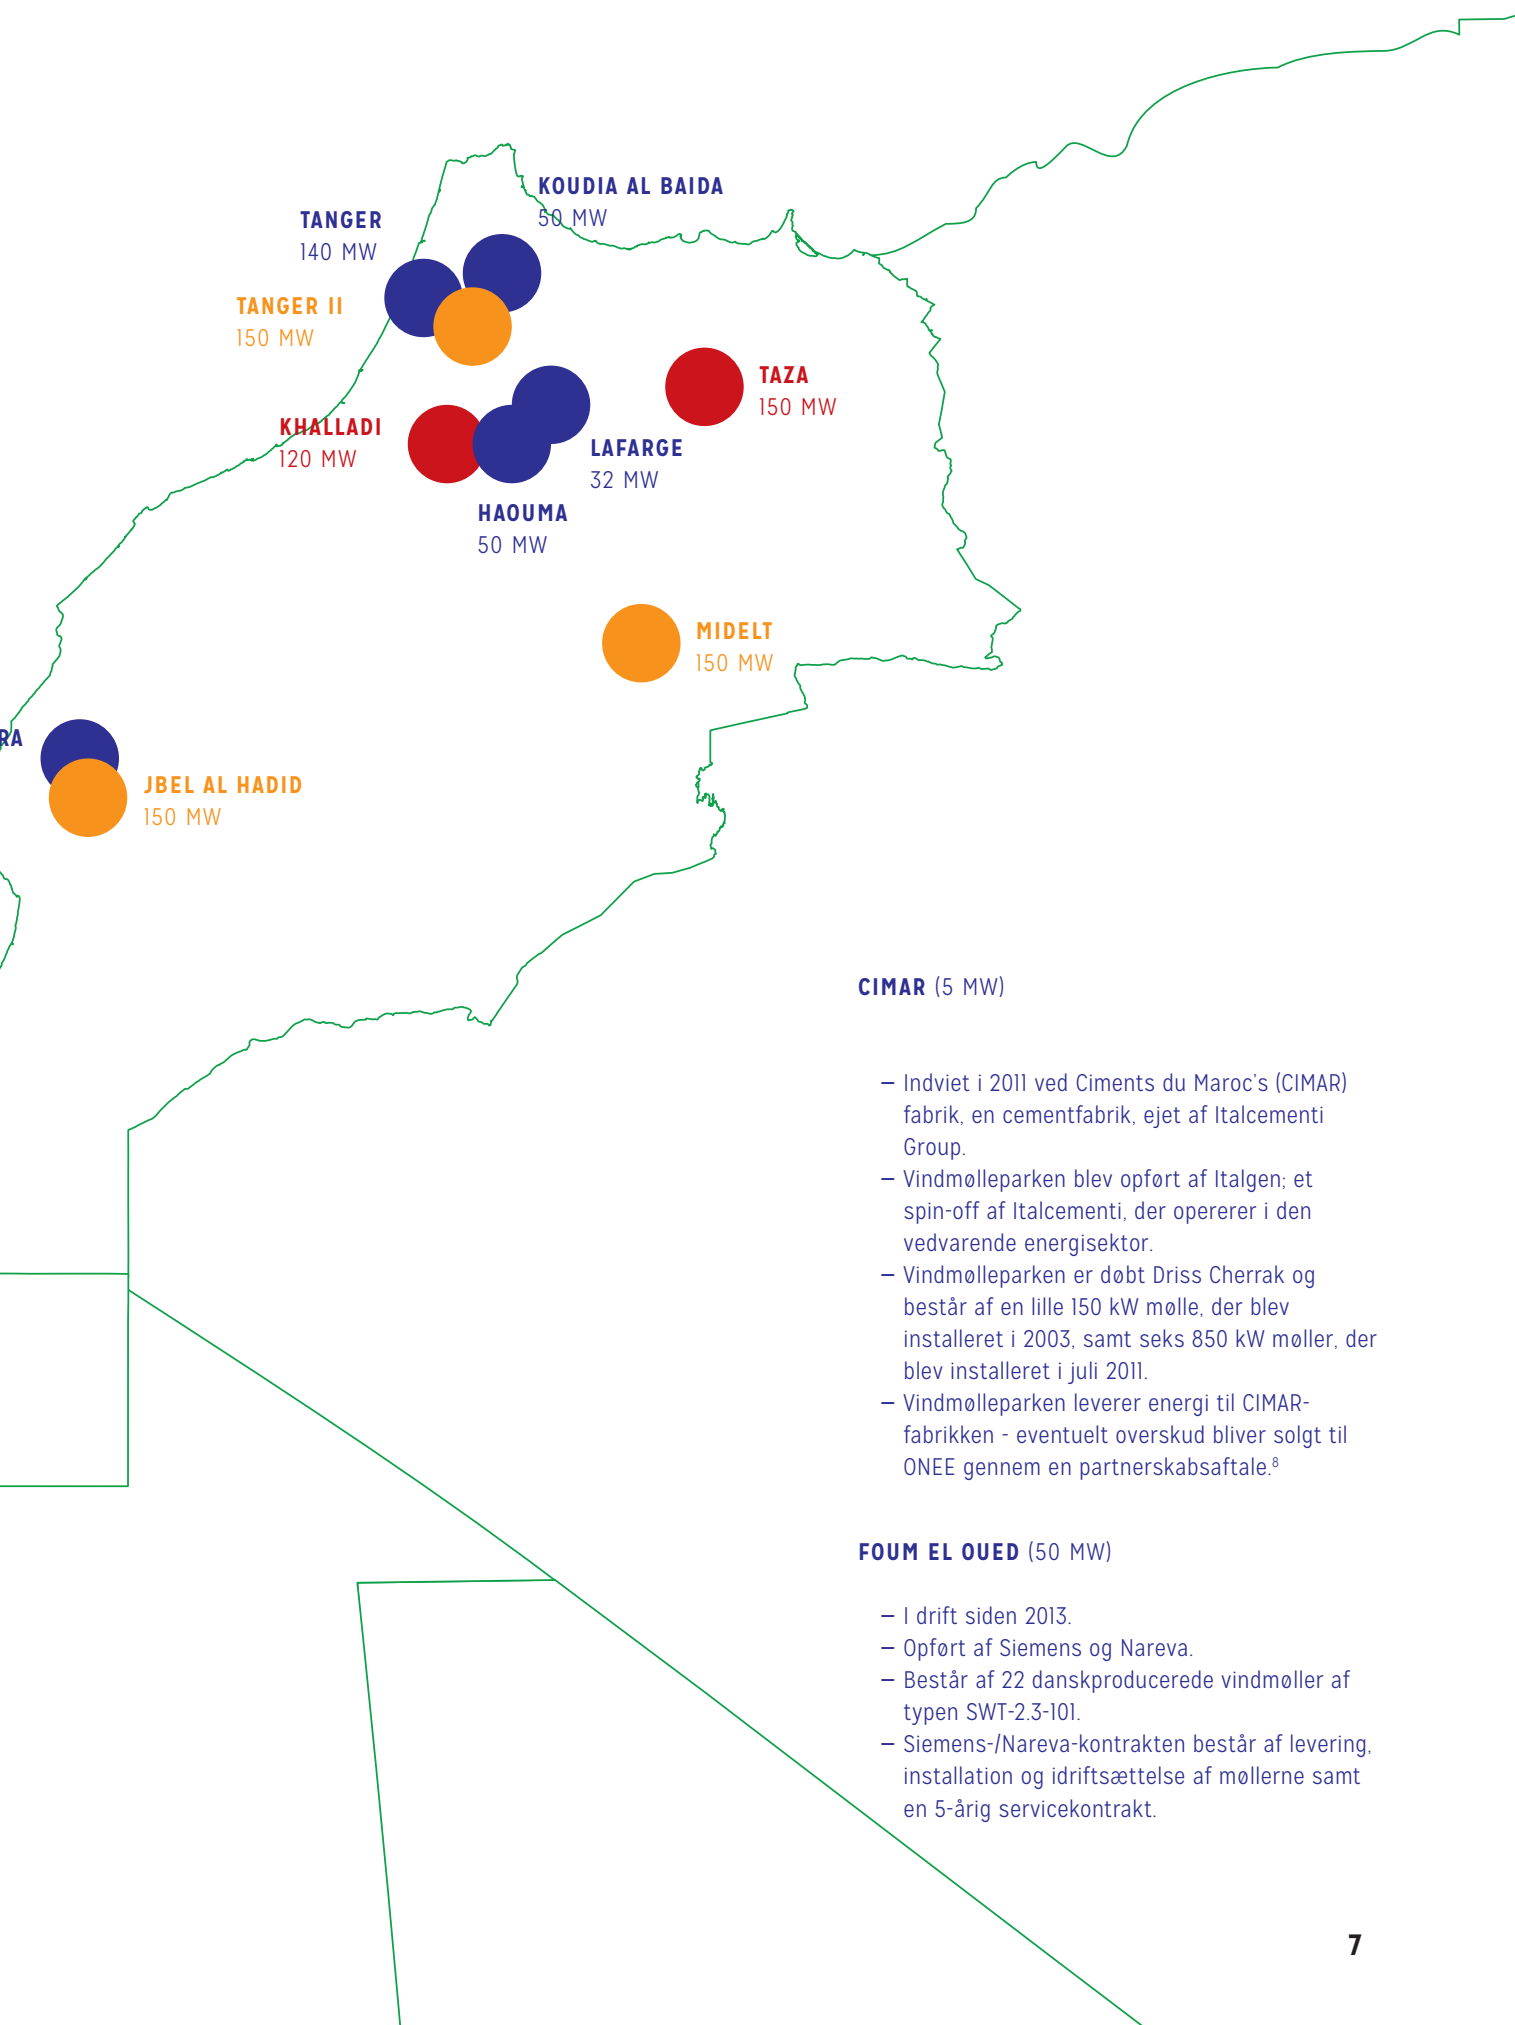 KOUDIA AL BAIDA
50 MW
TANGER
140 MW
TANGER II
150 MW
TAZA
150 MW
KHALLADI
120 MW
LAFARGE
32 MW
HAOUMA
50 MW
MIDELT
150 MW
RA
JBEL AL HADID
150 MW
CIMAR (5 MW)
– Indviet i 2011 ved Ciments du Maroc's (CIMAR)
fabrik, en cementfabrik, ejet af Italcementi
Group.
– Vindmølleparken blev opført af Italgen; et
spin-off af Italcementi, der opererer i den
vedvarende energisektor.
– Vindmølleparken er døbt Driss Cherrak og
består af en lille 150 kW mølle, der blev
installeret i 2003, samt seks 850 kW møller, der
blev installeret i juli 2011.
– Vindmølleparken leverer energi til CIMAR-
fabrikken - eventuelt overskud bliver solgt til
ONEE gennem en partnerskabsaftale.8
FOUM EL OUED (50 MW)
– I drift siden 2013.
– Opført af Siemens og Nareva.
– Består af 22 danskproducerede vindmøller af
typen SWT-2.3-101.
– Siemens-/Nareva-kontrakten består af levering,
installation og idriftsættelse af møllerne samt
en 5-årig servicekontrakt.
7